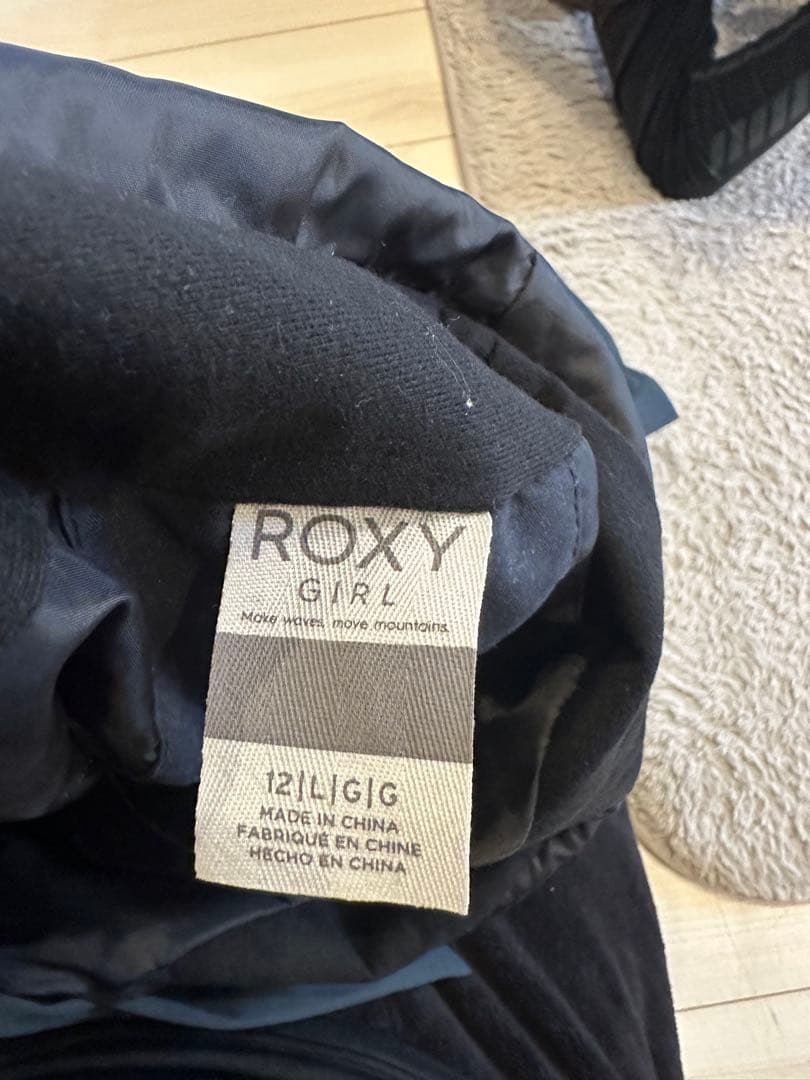 ROXY
GIRL
Make waves, move mountains.
12|L|G|G
MADE IN CHINA
FABRIQUÉ EN CHINE
HECHO EN CHINA